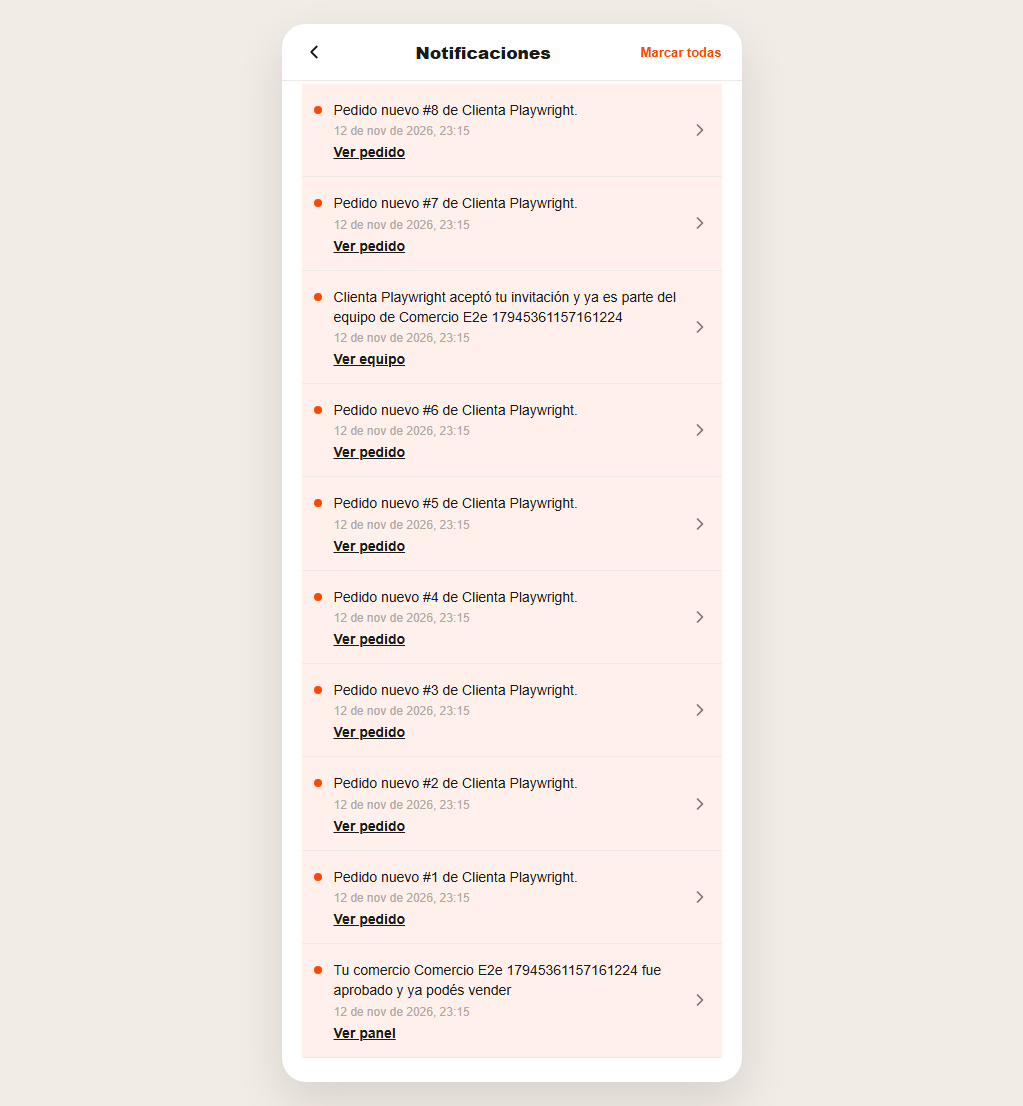 Notificaciones
Marcar todas
Pedido nuevo #8 de Clienta Playwright.
12 de nov de 2026, 23:15
Ver pedido
Pedido nuevo #7 de Clienta Playwright.
12 de nov de 2026, 23:15
Ver pedido
Clienta Playwright aceptó tu invitación y ya es parte del
equipo de Comercio E2e 17945361157161224
12 de nov de 2026, 23:15
Ver equipo
Pedido nuevo #6 de Clienta Playwright.
12 de nov de 2026, 23:15
Ver pedido
Pedido nuevo #5 de Clienta Playwright.
12 de nov de 2026, 23:15
Ver pedido
Pedido nuevo #4 de Clienta Playwright.
12 de nov de 2026, 23:15
Ver pedido
Pedido nuevo #3 de Clienta Playwright.
12 de nov de 2026, 23:15
Ver pedido
Pedido nuevo #2 de Clienta Playwright.
12 de nov de 2026, 23:15
Ver pedido
Pedido nuevo #1 de Clienta Playwright.
12 de nov de 2026, 23:15
Ver pedido
Tu comercio Comercio E2e 17945361157161224 fue
aprobado y ya podés vender
12 de nov de 2026, 23:15
Ver panel